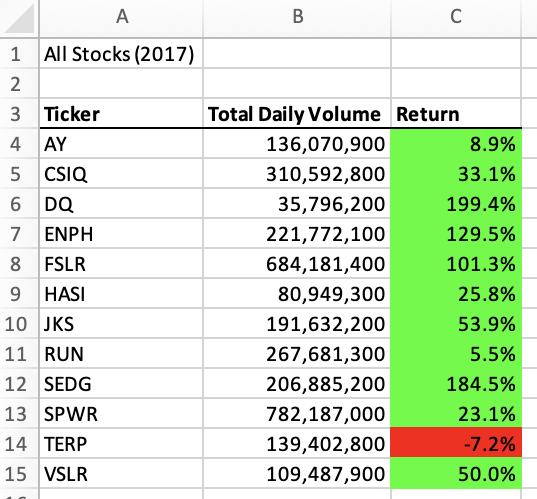 A B C
1 All Stocks (2017)
2
3 Ticker Total Daily Volume Return
4 AY 136,070,900 8.9%
5 CSIQ 310,592,800 33.1%
6 DQ 35,796,200 199.4%
7 ENPH 221,772,100 129.5%
8 FSLR 684,181,400 101.3%
9 HASI 80,949,300 25.8%
10 JKS 191,632,200 53.9%
11 RUN 267,681,300 5.5%
12 SEDG 206,885,200 184.5%
13 SPWR 782,187,000 23.1%
14 TERP 139,402,800 -7.2%
15 VSLR 109,487,900 50.0%